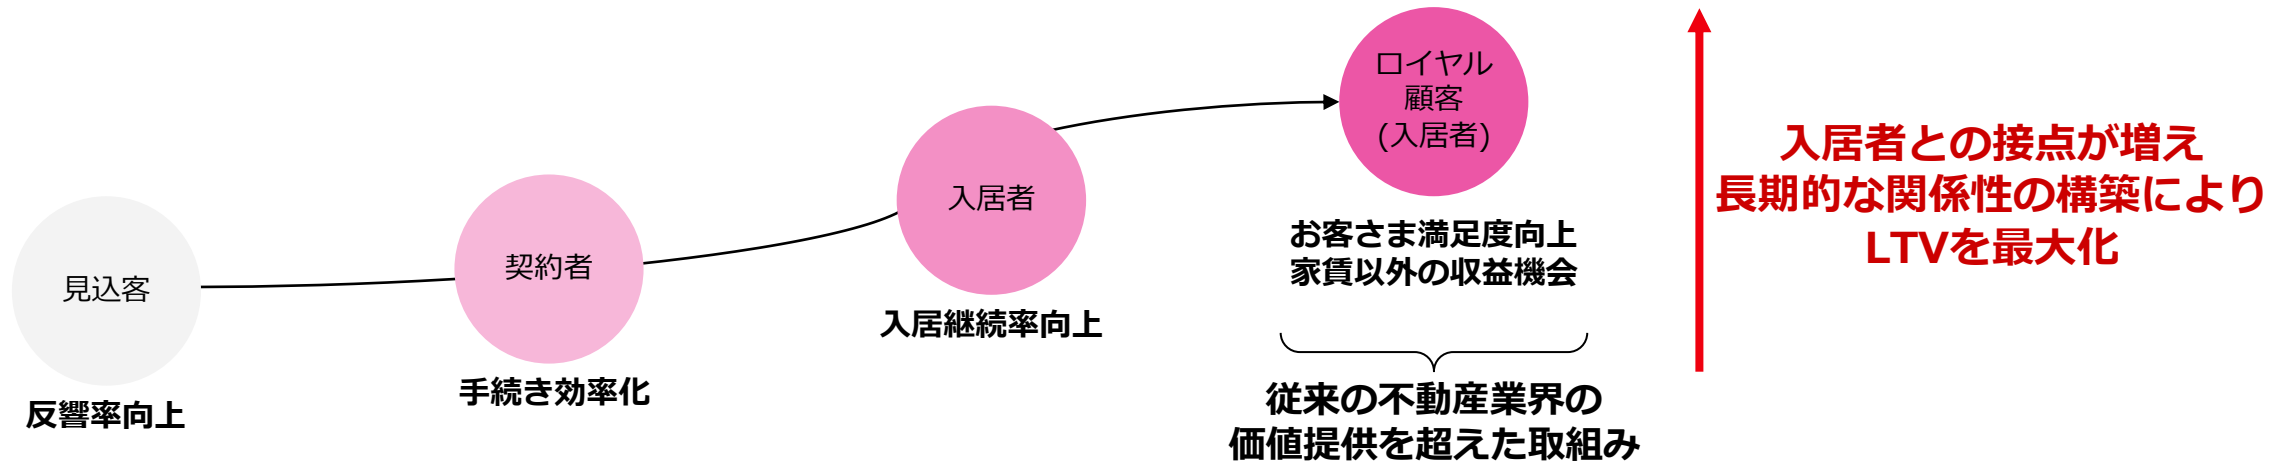 見込客
反響率向上
契約者
手続き効率化
入居者
入居継続率向上
ロイヤル
顧客
(入居者)
お客さま満足度向上
家賃以外の収益機会
従来の不動産業界の
価値提供を超えた取組み
入居者との接点が増え
長期的な関係性の構築により
LTVを最大化